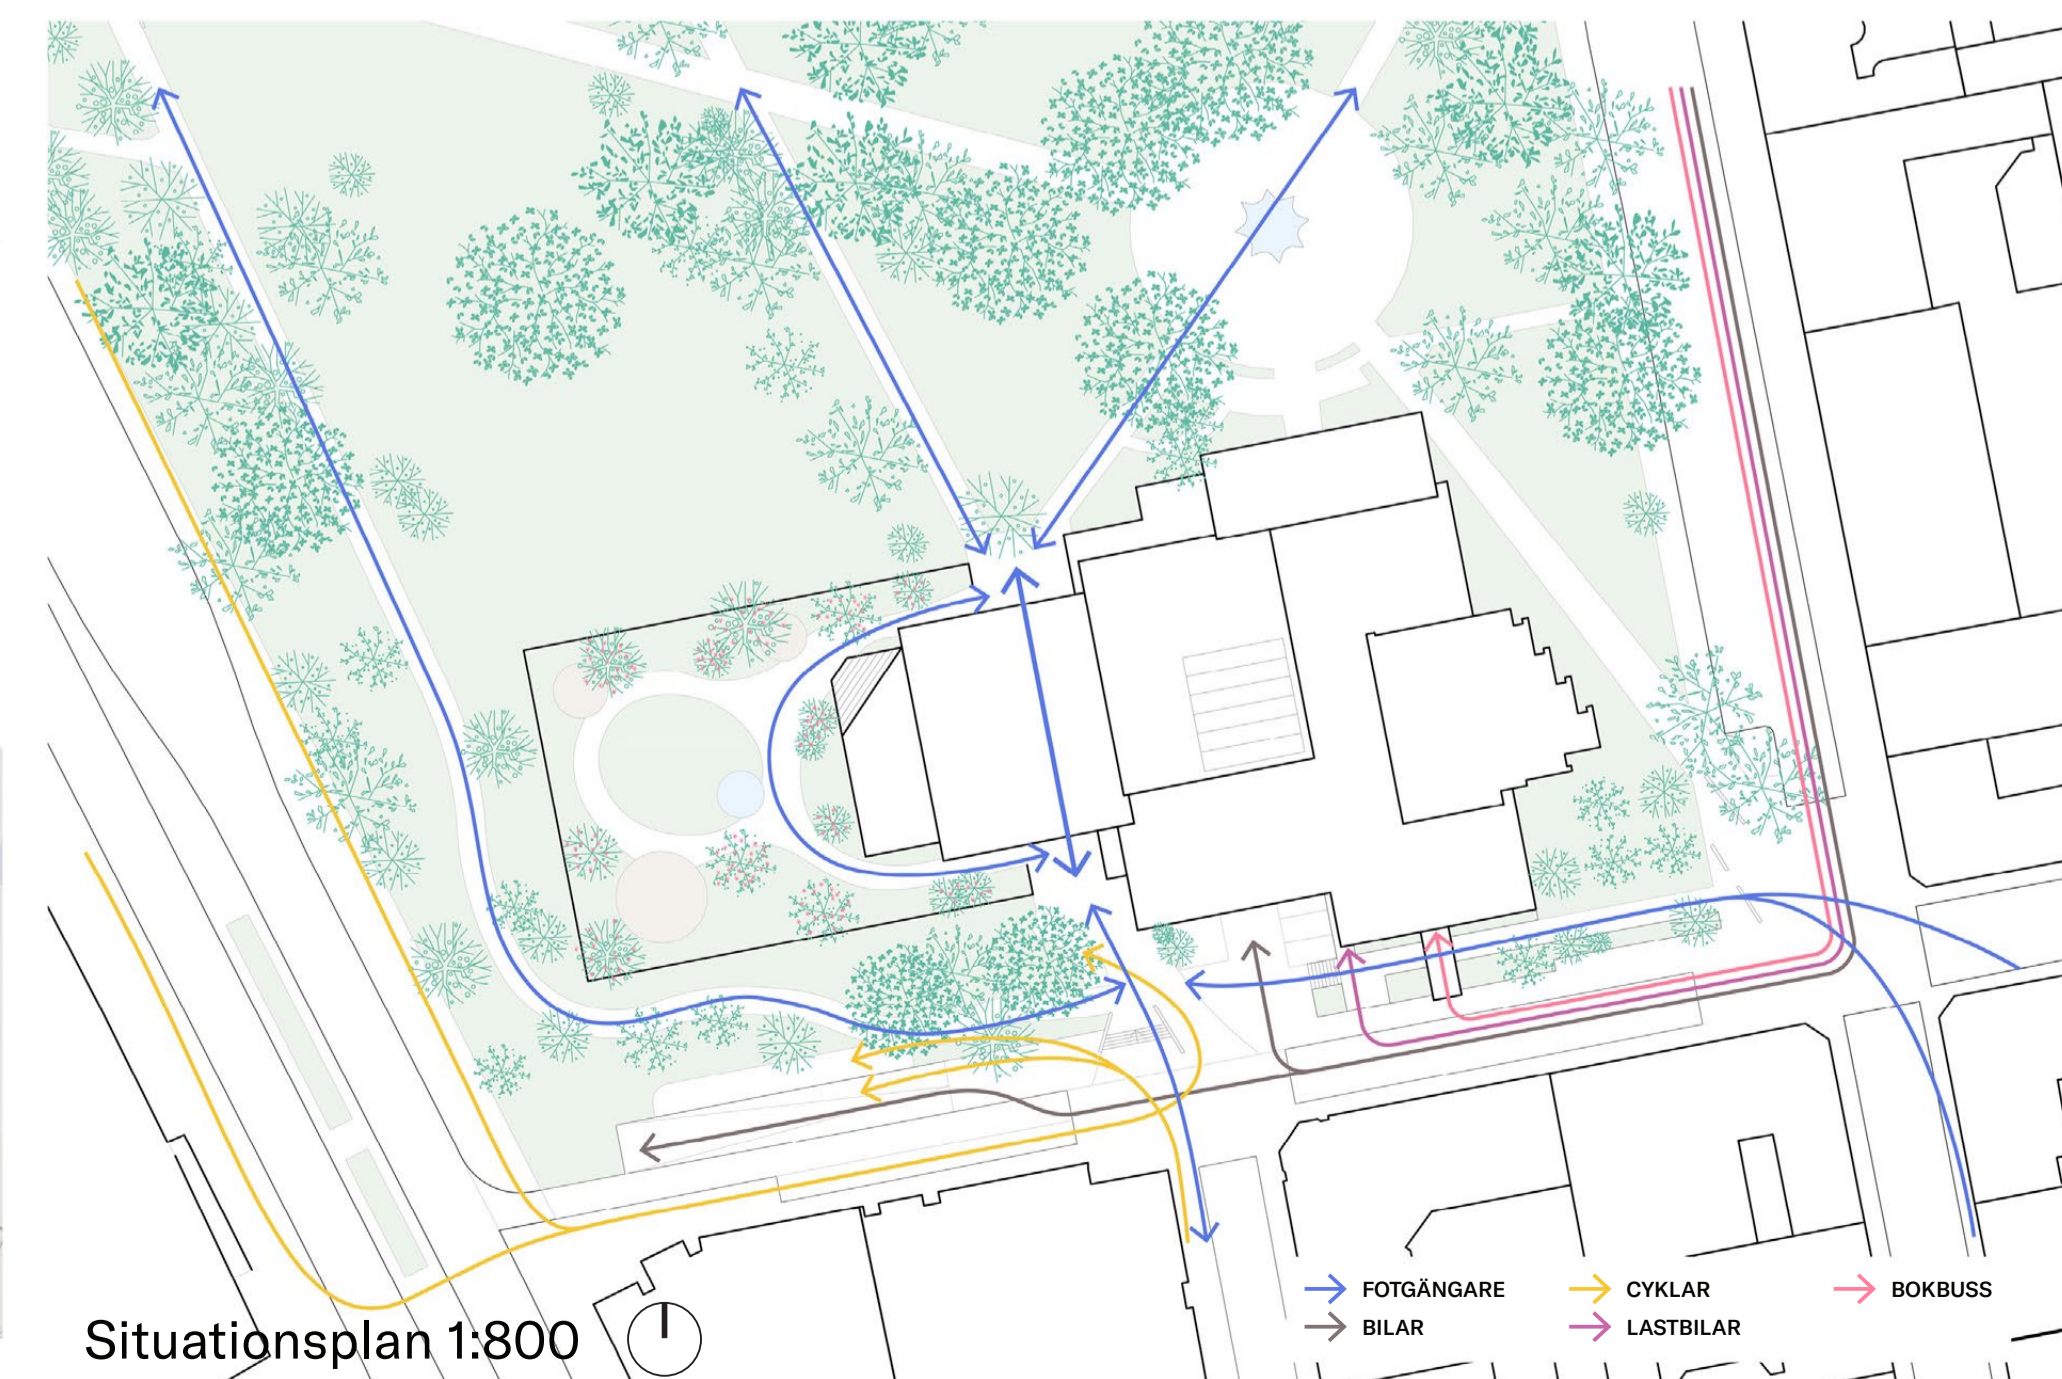 FOTGÄNGARE
CYKLAR
BOKBUSS
BILAR
LASTBILAR
Situationsplan 1:800